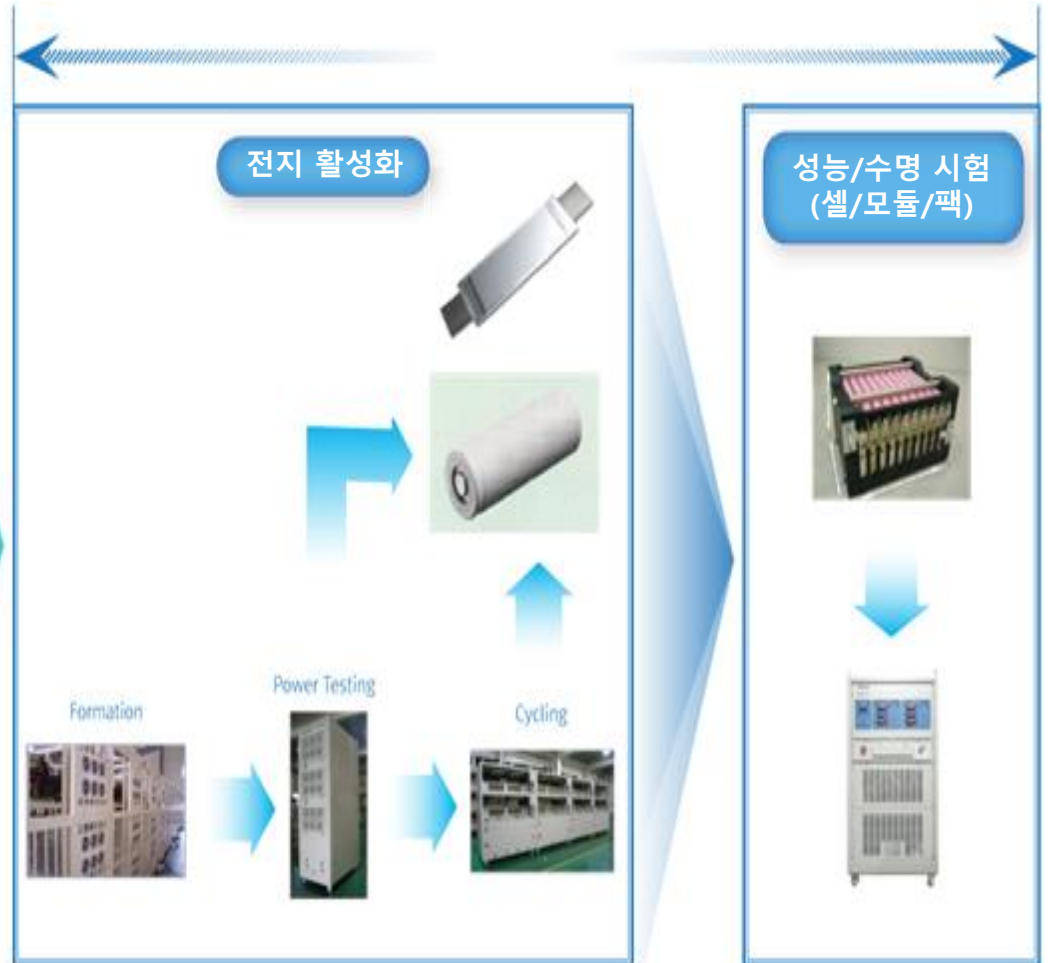 전지 활성화
성능/수명 시험
(셀/모듈/팩)
Formation
Power Testing
Cycling